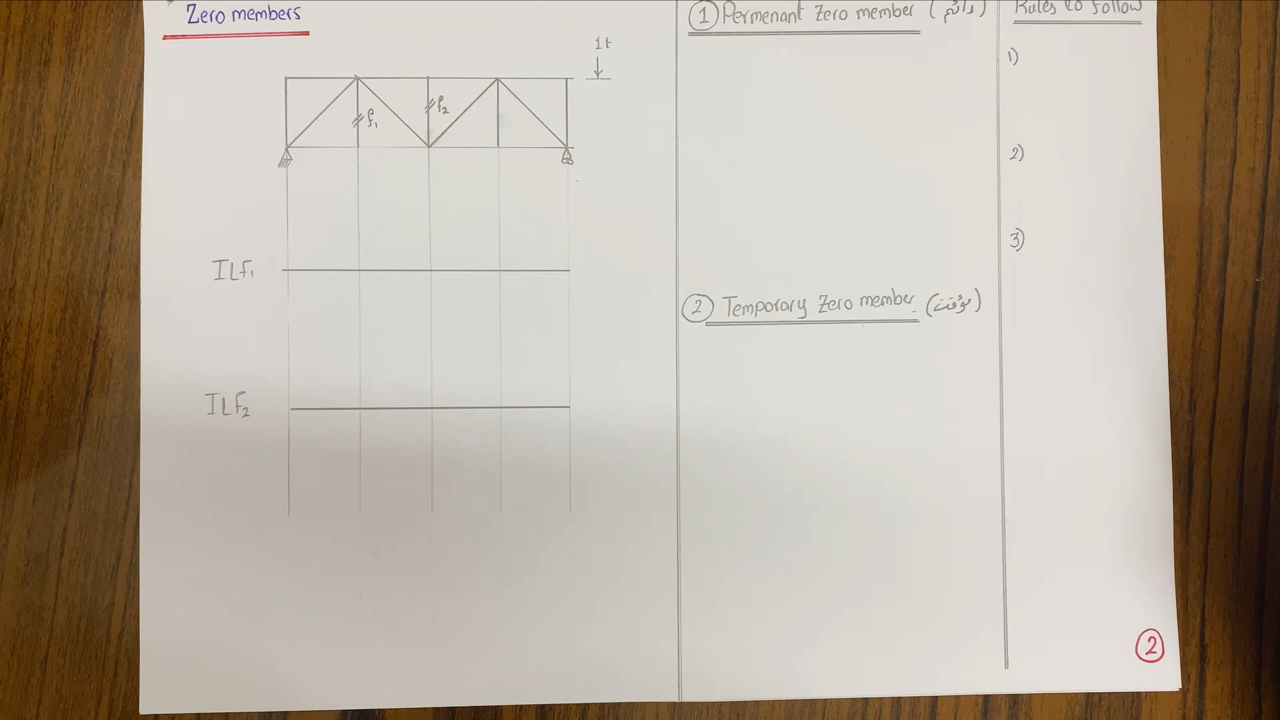 Zero members
1t
f₁
f₂
ILF₁
ILF₂
① Permenant Zero member (دائم)
② Temporary Zero member (مؤقت)
Rules to follow
1)
2)
3)
②